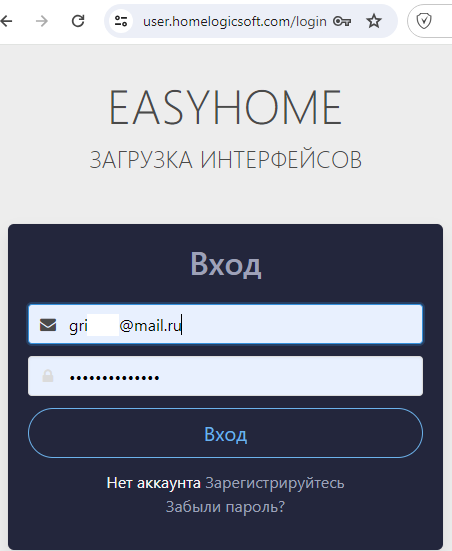 user.homelogicsoft.com/login
EASYHOME
ЗАГРУЗКА ИНТЕРФЕЙСОВ
Вход
gri @mail.ru
••••••••••••••
Вход
Нет аккаунта Зарегистрируйтесь
Забыли пароль?